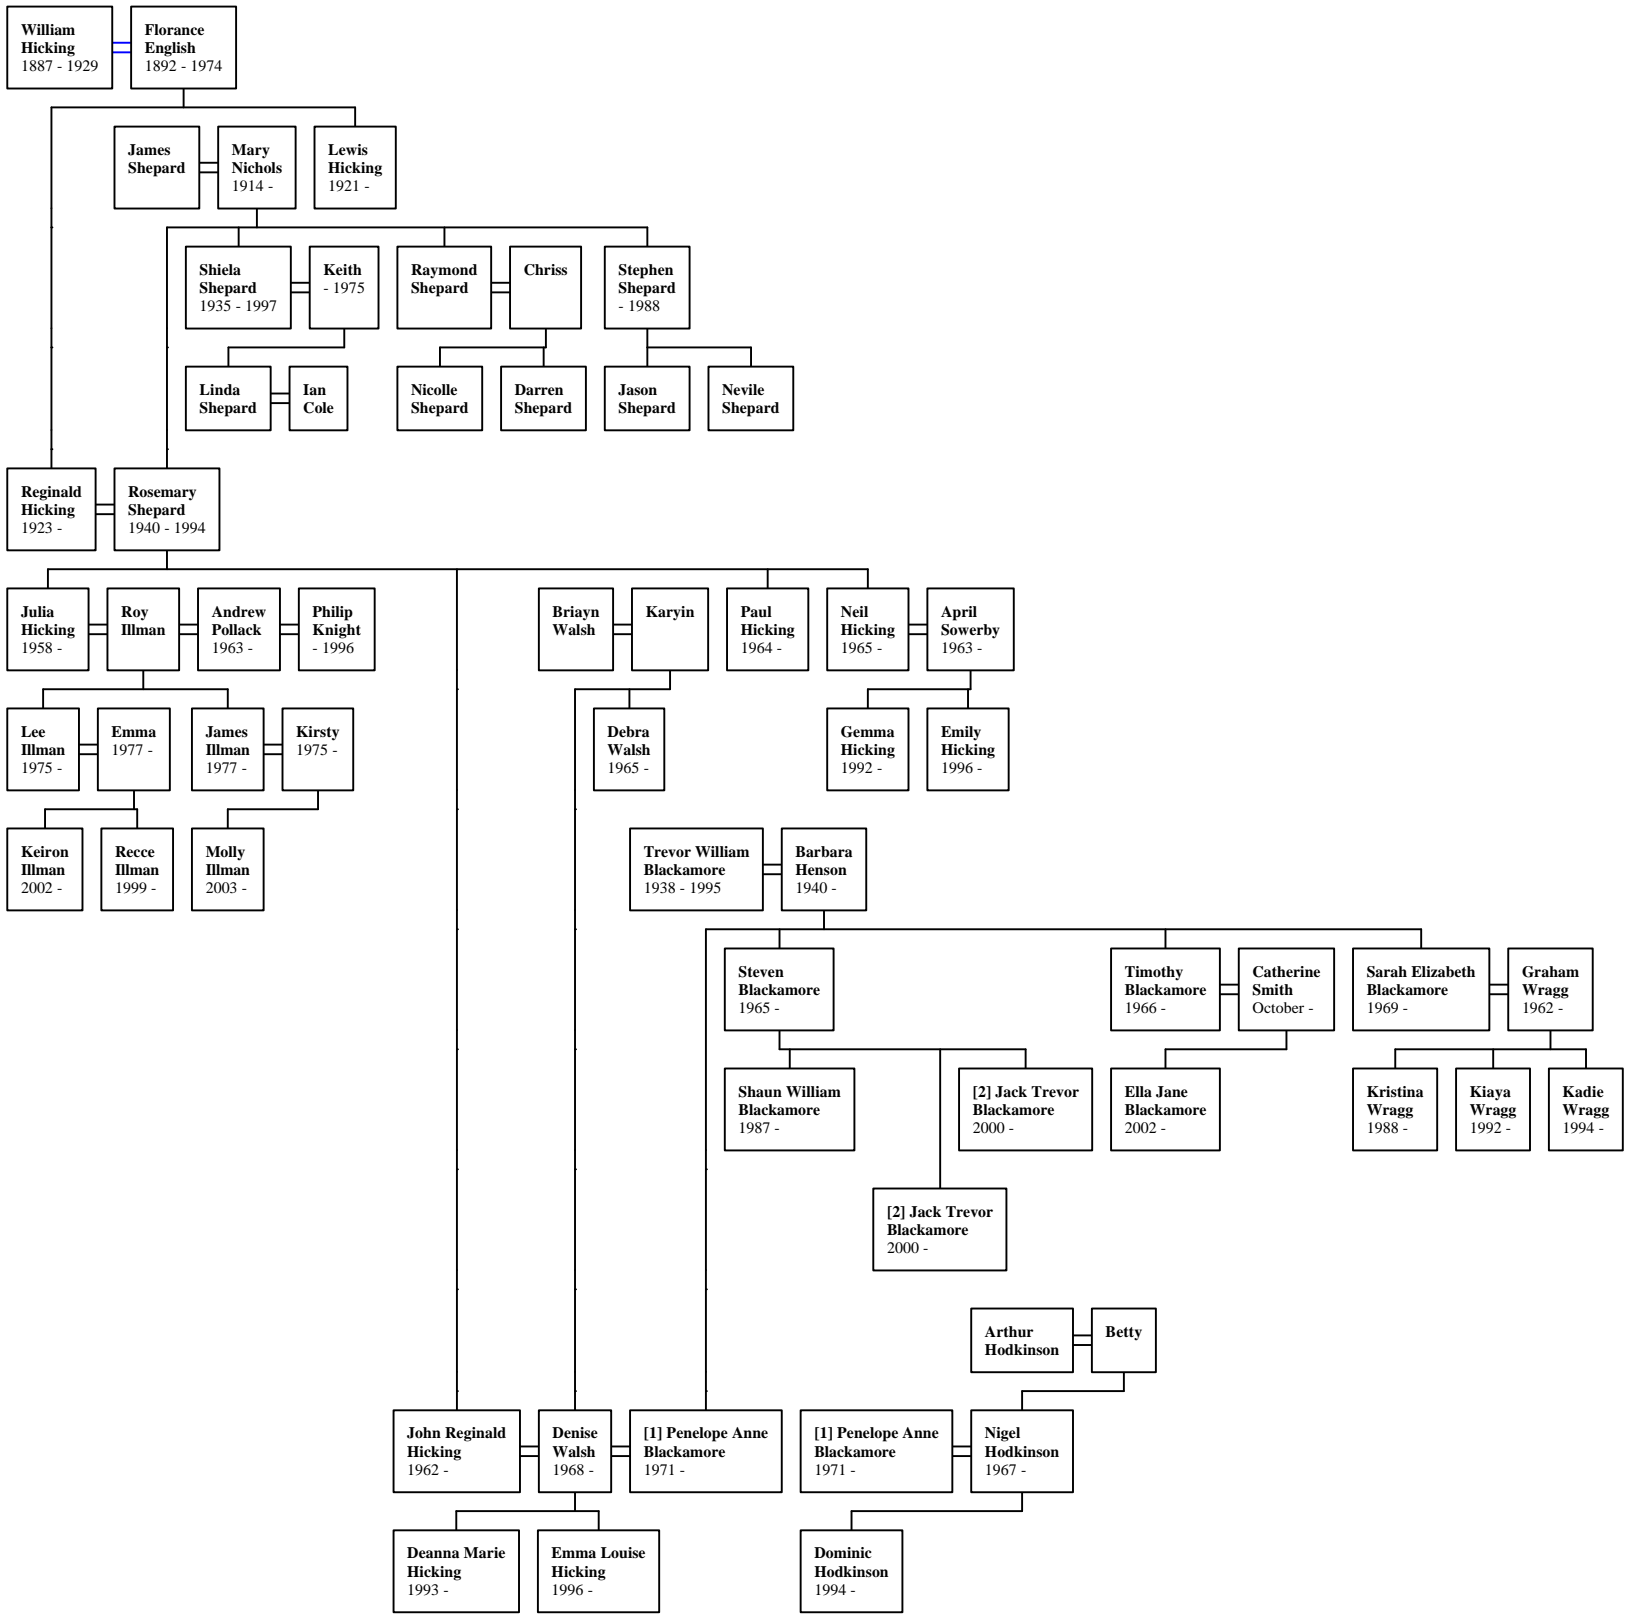 William
Hicking
1887 - 1929
Florance
English
1892 - 1974
James
Shepard
Mary
Nichols
1914 -
Lewis
Hicking
1921 -
Shiela
Shepard
1935 - 1997
Keith
- 1975
Raymond
Shepard
Chriss
Stephen
Shepard
- 1988
Linda
Shepard
Ian
Cole
Nicolle
Shepard
Darren
Shepard
Jason
Shepard
Nevile
Shepard
Reginald
Hicking
1923 -
Rosemary
Shepard
1940 - 1994
Julia
Hicking
1958 -
Roy
Illman
Andrew
Pollack
1963 -
Philip
Knight
- 1996
Briayn
Walsh
Karyin
Paul
Hicking
1964 -
Neil
Hicking
1965 -
April
Sowerby
1963 -
Lee
Illman
1975 -
Emma
1977 -
James
Illman
1977 -
Kirsty
1975 -
Debra
Walsh
1965 -
Gemma
Hicking
1992 -
Emily
Hicking
1996 -
Keiron
Illman
2002 -
Recce
Illman
1999 -
Molly
Illman
2003 -
Trevor William
Blackamore
1938 - 1995
Barbara
Henson
1940 -
Steven
Blackamore
1965 -
Timothy
Blackamore
1966 -
Catherine
Smith
October -
Sarah Elizabeth
Blackamore
1969 -
Graham
Wragg
1962 -
Shaun William
Blackamore
1987 -
[2] Jack Trevor
Blackamore
2000 -
Ella Jane
Blackamore
2002 -
Kristina
Wragg
1988 -
Kiaya
Wragg
1992 -
Kadie
Wragg
1994 -
[2] Jack Trevor
Blackamore
2000 -
Arthur
Hodkinson
Betty
John Reginald
Hicking
1962 -
Denise
Walsh
1968 -
[1] Penelope Anne
Blackamore
1971 -
[1] Penelope Anne
Blackamore
1971 -
Nigel
Hodkinson
1967 -
Deanna Marie
Hicking
1993 -
Emma Louise
Hicking
1996 -
Dominic
Hodkinson
1994 -